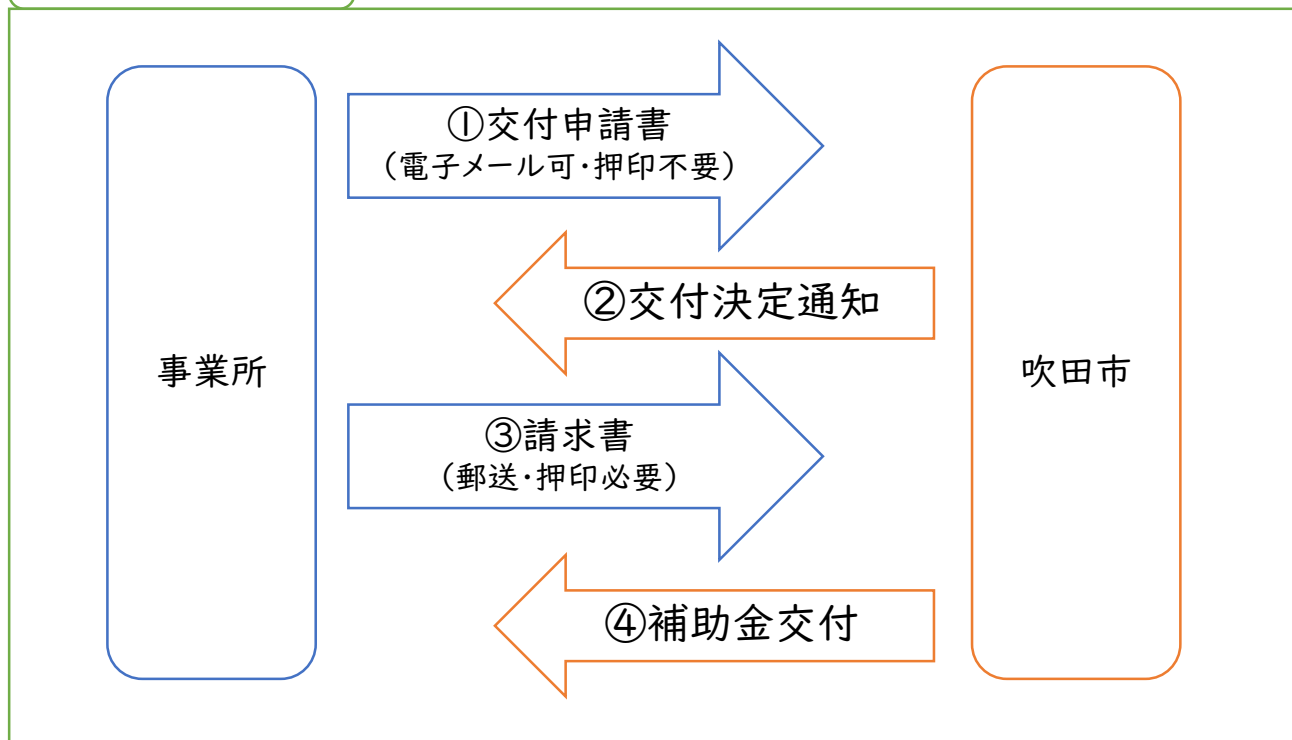 事業所
①交付申請書
(電子メール可・押印不要)
②交付決定通知
③請求書
(郵送・押印必要)
④補助金交付
吹田市